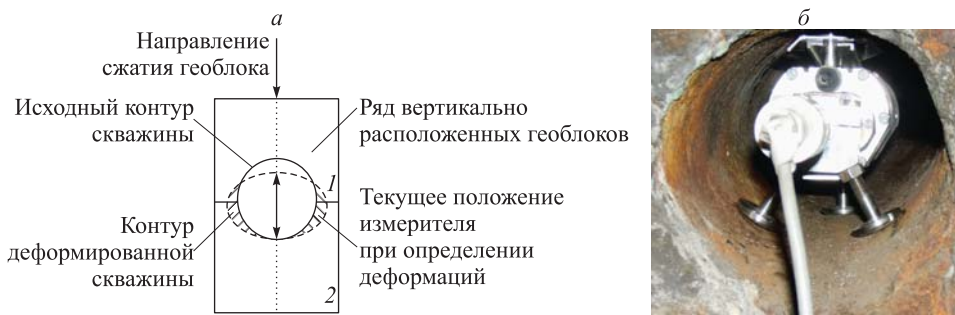 а
б
Направление
сжатия геоблока
Исходный контур
скважины
Ряд вертикально
расположенных геоблоков
1
Контур
деформированной
скважины
Текущее положение
измерителя
при определении
деформаций
2